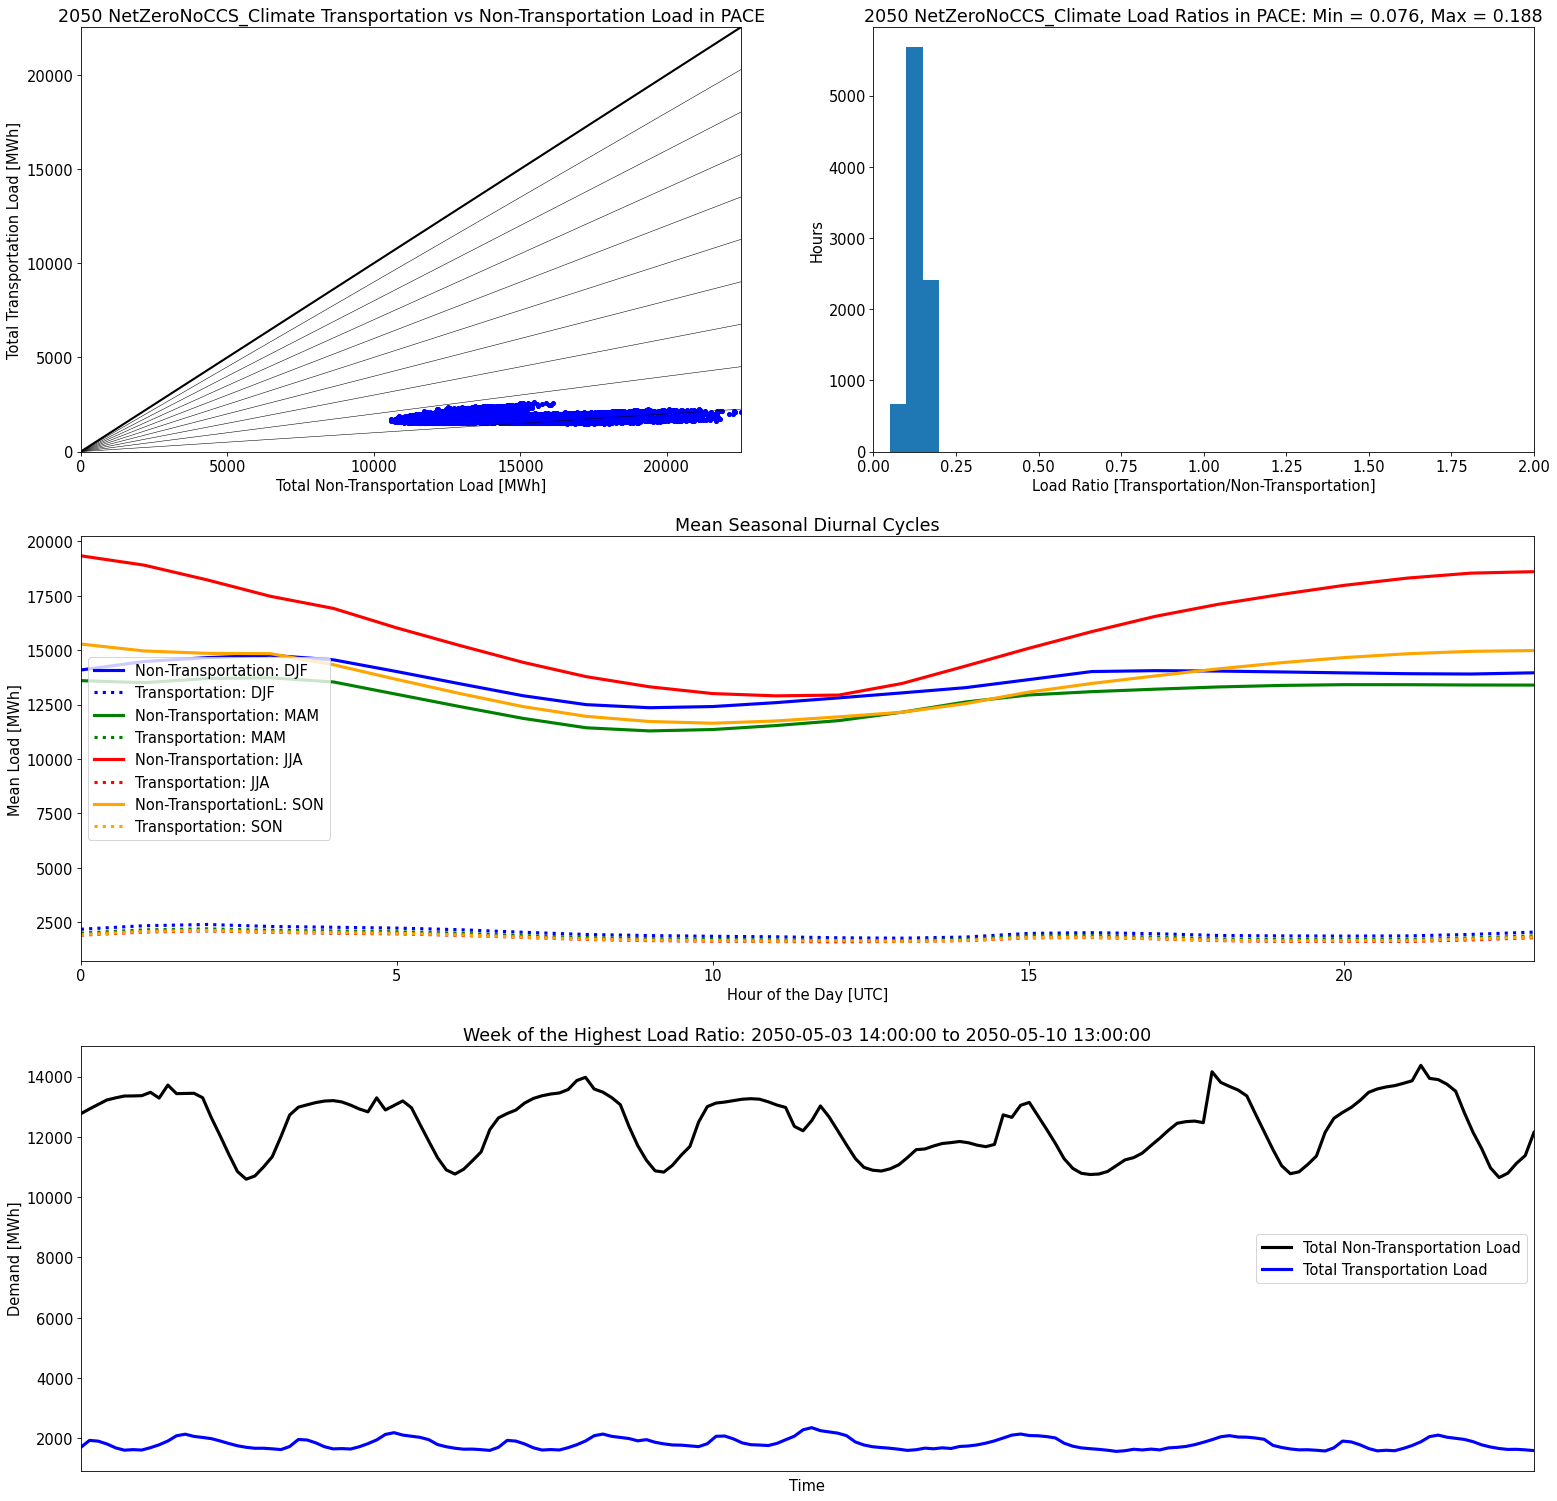 2050 NetZeroNoCCS_Climate Transportation vs Non-Transportation Load in PACE
20000
15000
10000
5000
0
Total Transportation Load [MWh]
0 5000 10000 15000 20000
Total Non-Transportation Load [MWh]
2050 NetZeroNoCCS_Climate Load Ratios in PACE: Min = 0.076, Max = 0.188
5000
4000
3000
2000
1000
0
Hours
0.00 0.25 0.50 0.75 1.00 1.25 1.50 1.75 2.00
Load Ratio [Transportation/Non-Transportation]
Mean Seasonal Diurnal Cycles
20000
17500
15000
12500
10000
7500
5000
2500
Mean Load [MWh]
Non-Transportation: DJF
Transportation: DJF
Non-Transportation: MAM
Transportation: MAM
Non-Transportation: JJA
Transportation: JJA
Non-TransportationL: SON
Transportation: SON
0 5 10 15 20
Hour of the Day [UTC]
Week of the Highest Load Ratio: 2050-05-03 14:00:00 to 2050-05-10 13:00:00
14000
12000
10000
8000
6000
4000
2000
Demand [MWh]
Total Non-Transportation Load
Total Transportation Load
Time